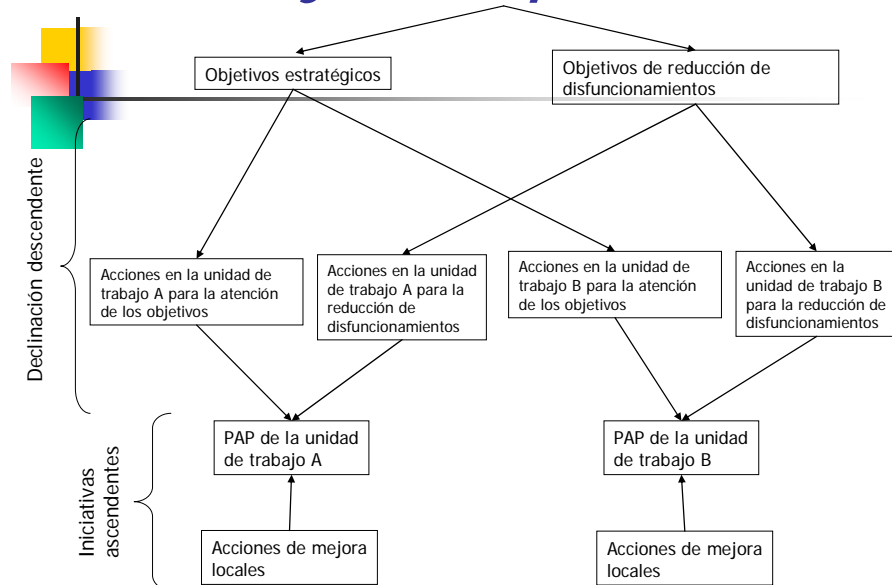 Objetivos estratégicos
Objetivos de reducción de
disfuncionamientos
Declinación descendente
Acciones en la unidad de
trabajo A para la atención
de los objetivos
Acciones en la unidad
de trabajo A para la
reducción de
disfuncionamientos
Acciones en la unidad de
trabajo B para la atención
de los objetivos
Acciones en la
unidad de trabajo B
para la reducción de
disfuncionamientos
Iniciativas
ascendentes
PAP de la unidad
de trabajo A
PAP de la unidad
de trabajo B
Acciones de mejora
locales
Acciones de mejora
locales